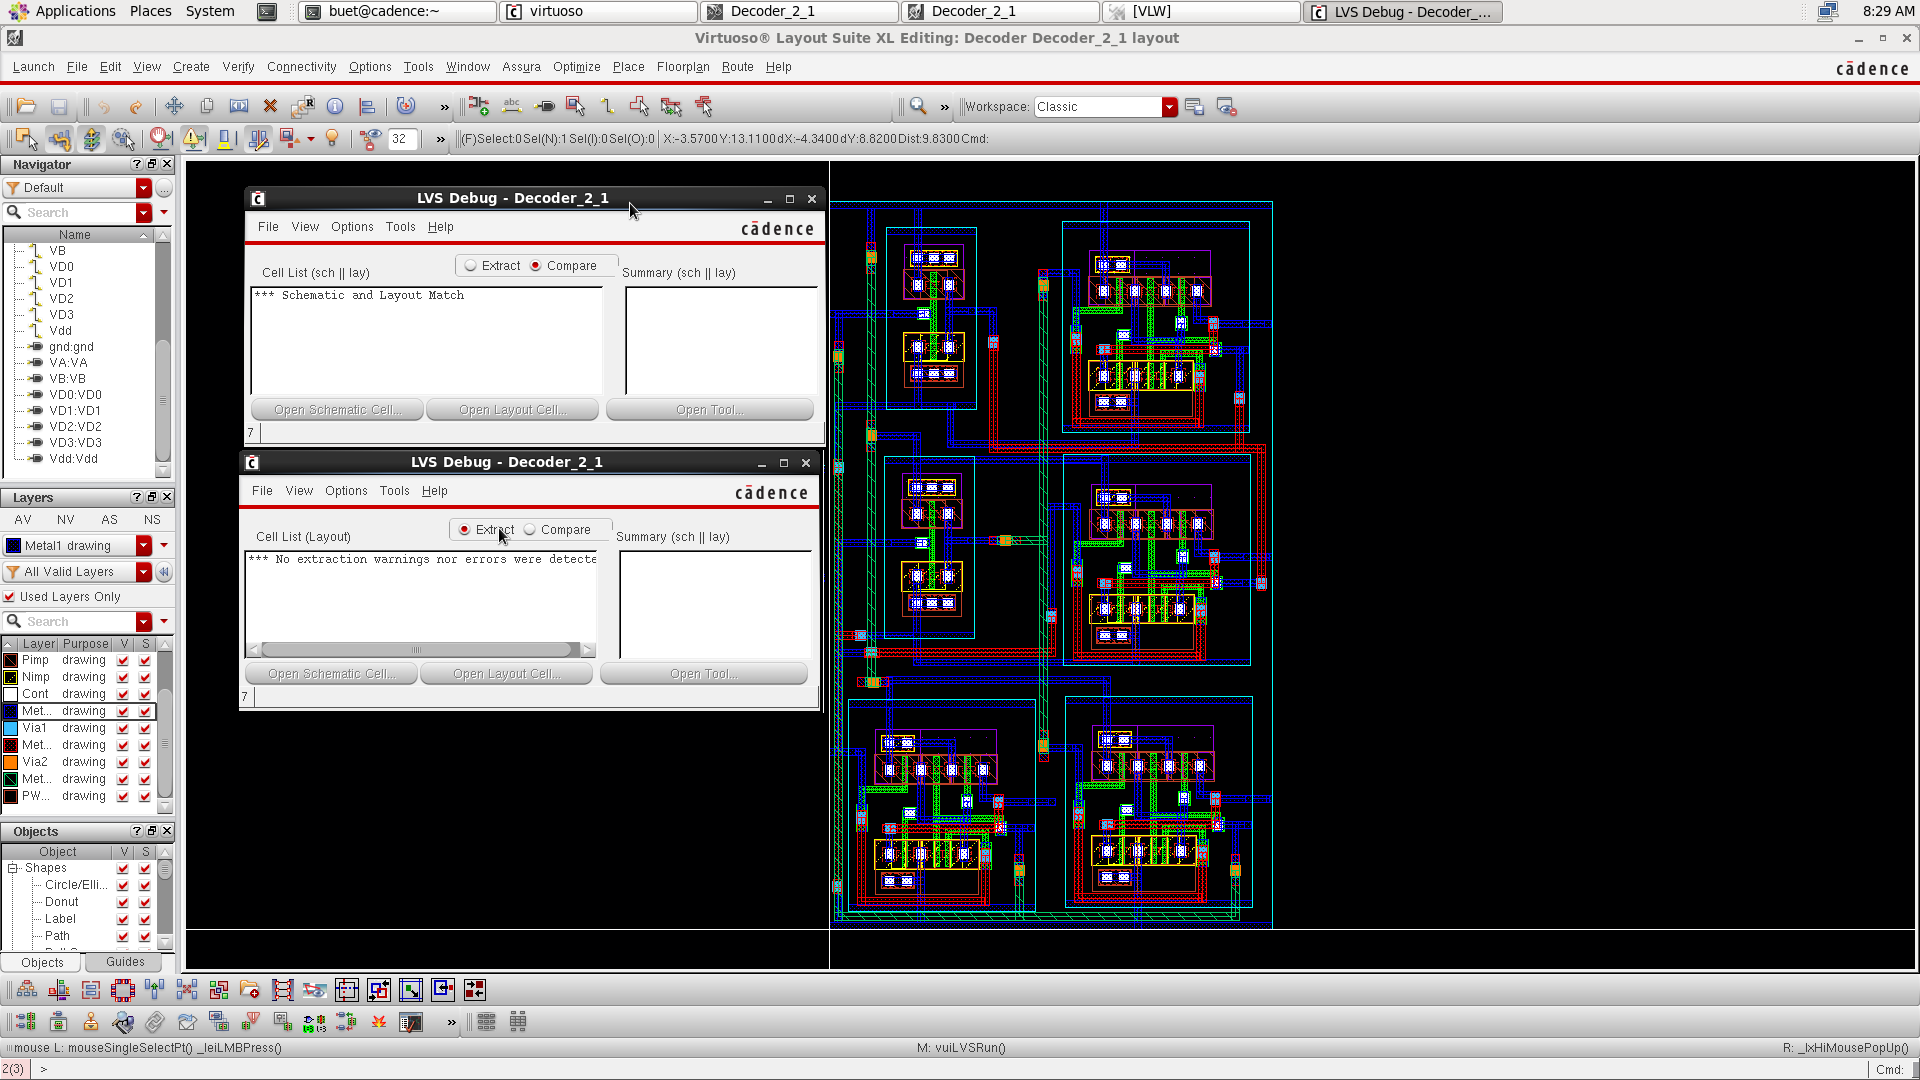 Applications Places System buet@cadence:~ virtuoso Decoder_2_1 Decoder_2_1 [VLW] LVS Debug - Decoder_... 8:29 AM
Virtuoso® Layout Suite XL Editing: Decoder Decoder_2_1 layout
Launch File Edit View Create Verify Connectivity Options Tools Window Assura Optimize Place Floorplan Route Help cādence
abc » » Workspace: Classic
32 » (F)Select:0 Sel(N):1 Sel(I):0 Sel(O):0 X:-3.5700 Y:13.1100 dX:-4.3400 dY:8.8200 Dist:9.8300 Cmd:
Navigator
Default
Search
Name
VB
VD0
VD1
VD2
VD3
Vdd
gnd:gnd
VA:VA
VB:VB
VD0:VD0
VD1:VD1
VD2:VD2
VD3:VD3
Vdd:Vdd
Layers
AV NV AS NS
Metal1 drawing
All Valid Layers
Used Layers Only
Search
Layer Purpose V S
Pimp drawing
Nimp drawing
Cont drawing
Met... drawing
Via1 drawing
Met... drawing
Via2 drawing
Met... drawing
PW... drawing
Objects
Object V S
Shapes
Circle/Elli...
Donut
Label
Path
Objects Guides
LVS Debug - Decoder_2_1
File View Options Tools Help cādence
Extract Compare
Cell List (sch || lay) Summary (sch || lay)
*** Schematic and Layout Match
Open Schematic Cell... Open Layout Cell... Open Tool...
7
LVS Debug - Decoder_2_1
File View Options Tools Help cādence
Extract Compare
Cell List (Layout) Summary (sch || lay)
*** No extraction warnings nor errors were detecte
Open Schematic Cell... Open Layout Cell... Open Tool...
7
mouse L: mouseSingleSelectPt() _leiLMBPress() M: vuiLVSRun() R: _lxHiMousePopUp()
2(3) > Cmd: